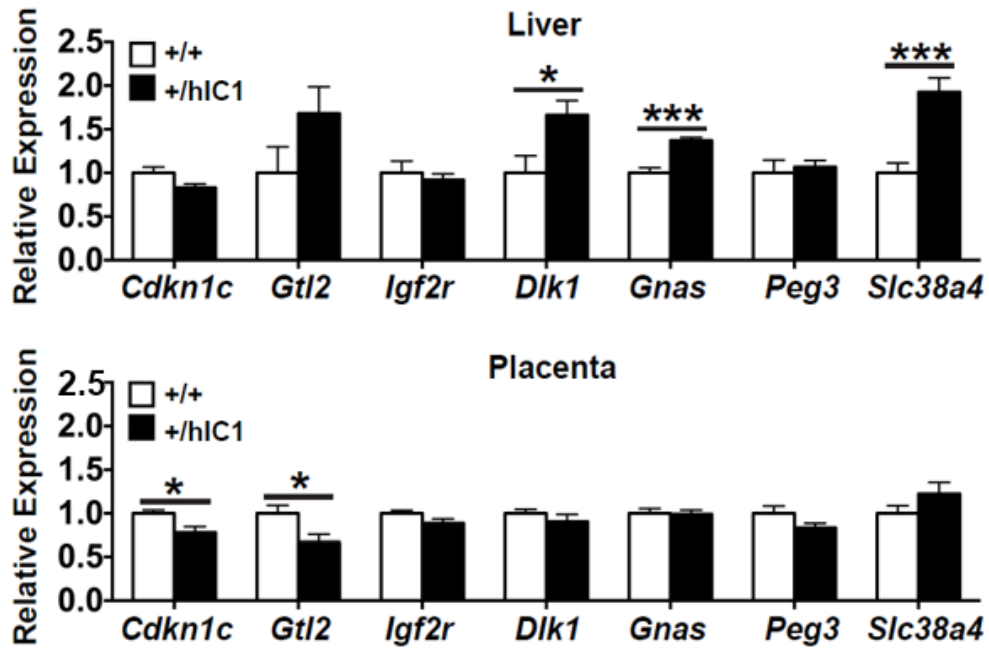 Liver
Relative Expression
2.5
2.0
1.5
1.0
0.5
0.0
+/+
+/hIC1
*
***
***
Cdkn1c Gtl2 Igf2r Dlk1 Gnas Peg3 Slc38a4
Placenta
Relative Expression
2.5
2.0
1.5
1.0
0.5
0.0
+/+
+/hIC1
*
*
Cdkn1c Gtl2 Igf2r Dlk1 Gnas Peg3 Slc38a4